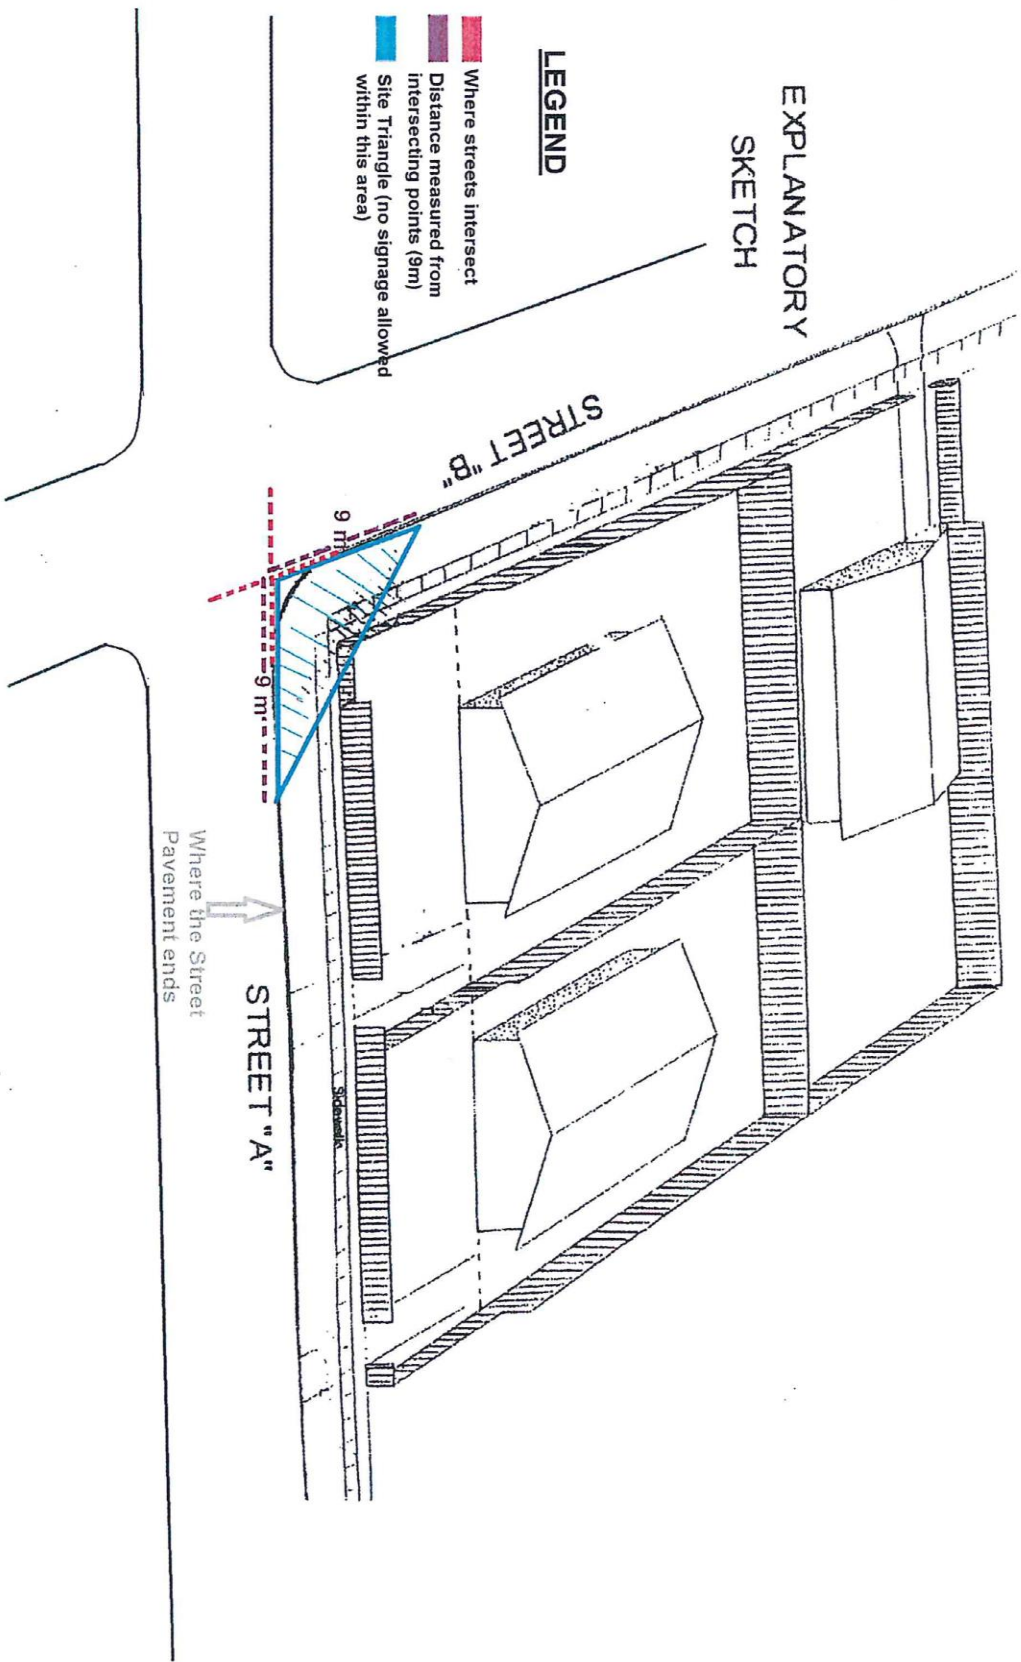 EXPLANATORY
SKETCH
LEGEND
Where streets intersect
Distance measured from
intersecting points (9m)
Site Triangle (no signage allowed
within this area)
STREET "B"
9 m
9 m
Sidewalk
STREET "A"
Where the Street
Pavement ends